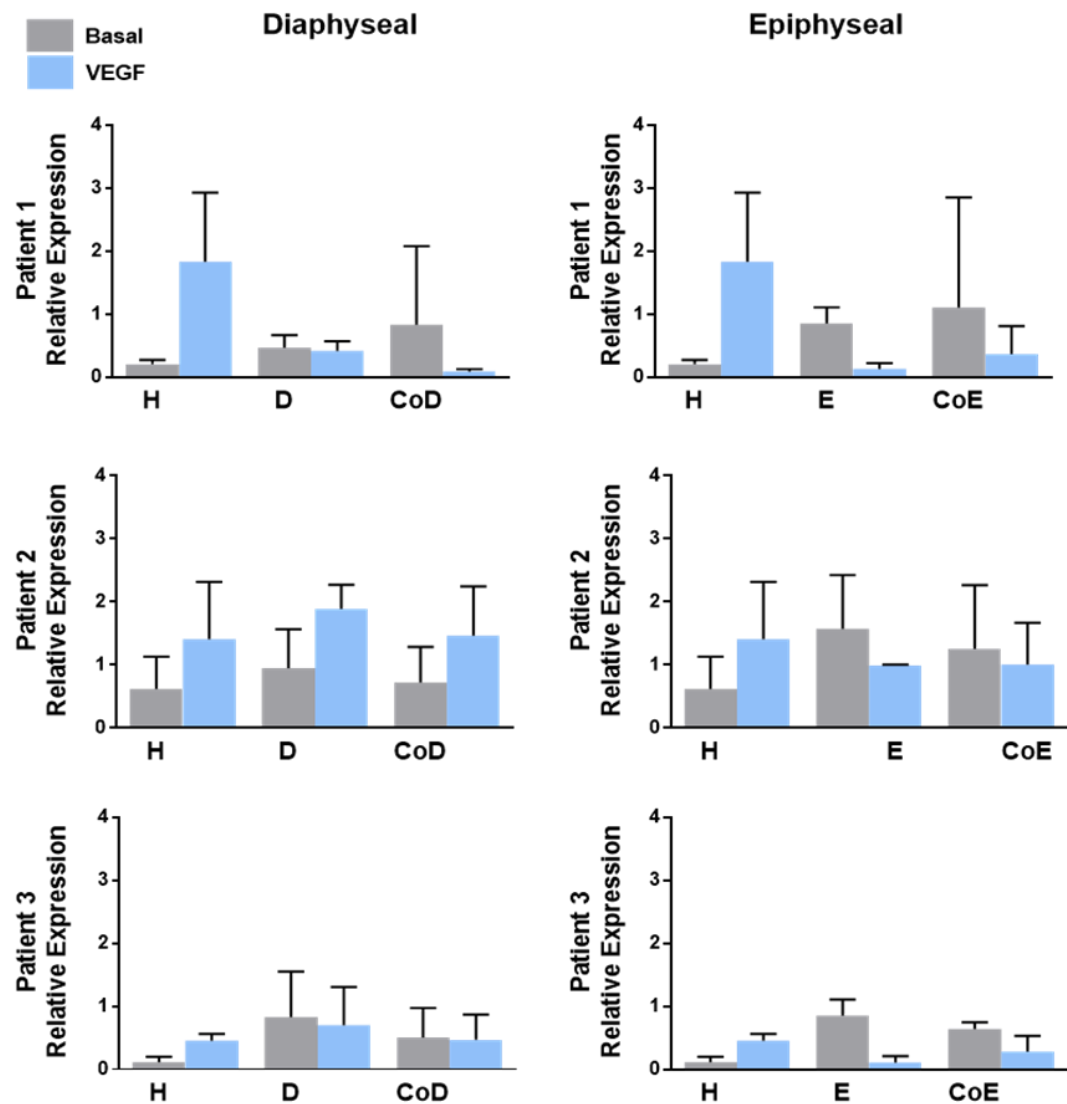 Diaphyseal Epiphyseal
Basal
VEGF
Patient 1
Relative Expression
4
3
2
1
0
H D CoD
Patient 1
Relative Expression
4
3
2
1
0
H E CoE
Patient 2
Relative Expression
4
3
2
1
0
H D CoD
Patient 2
Relative Expression
4
3
2
1
0
H E CoE
Patient 3
Relative Expression
4
3
2
1
0
H D CoD
Patient 3
Relative Expression
4
3
2
1
0
H E CoE